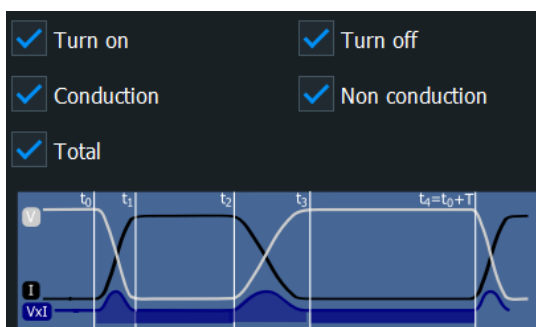 Turn on Turn off
Conduction Non conduction
Total
t₀ t₁ t₂ t₃ t₄=t₀+T
V
I
VxI